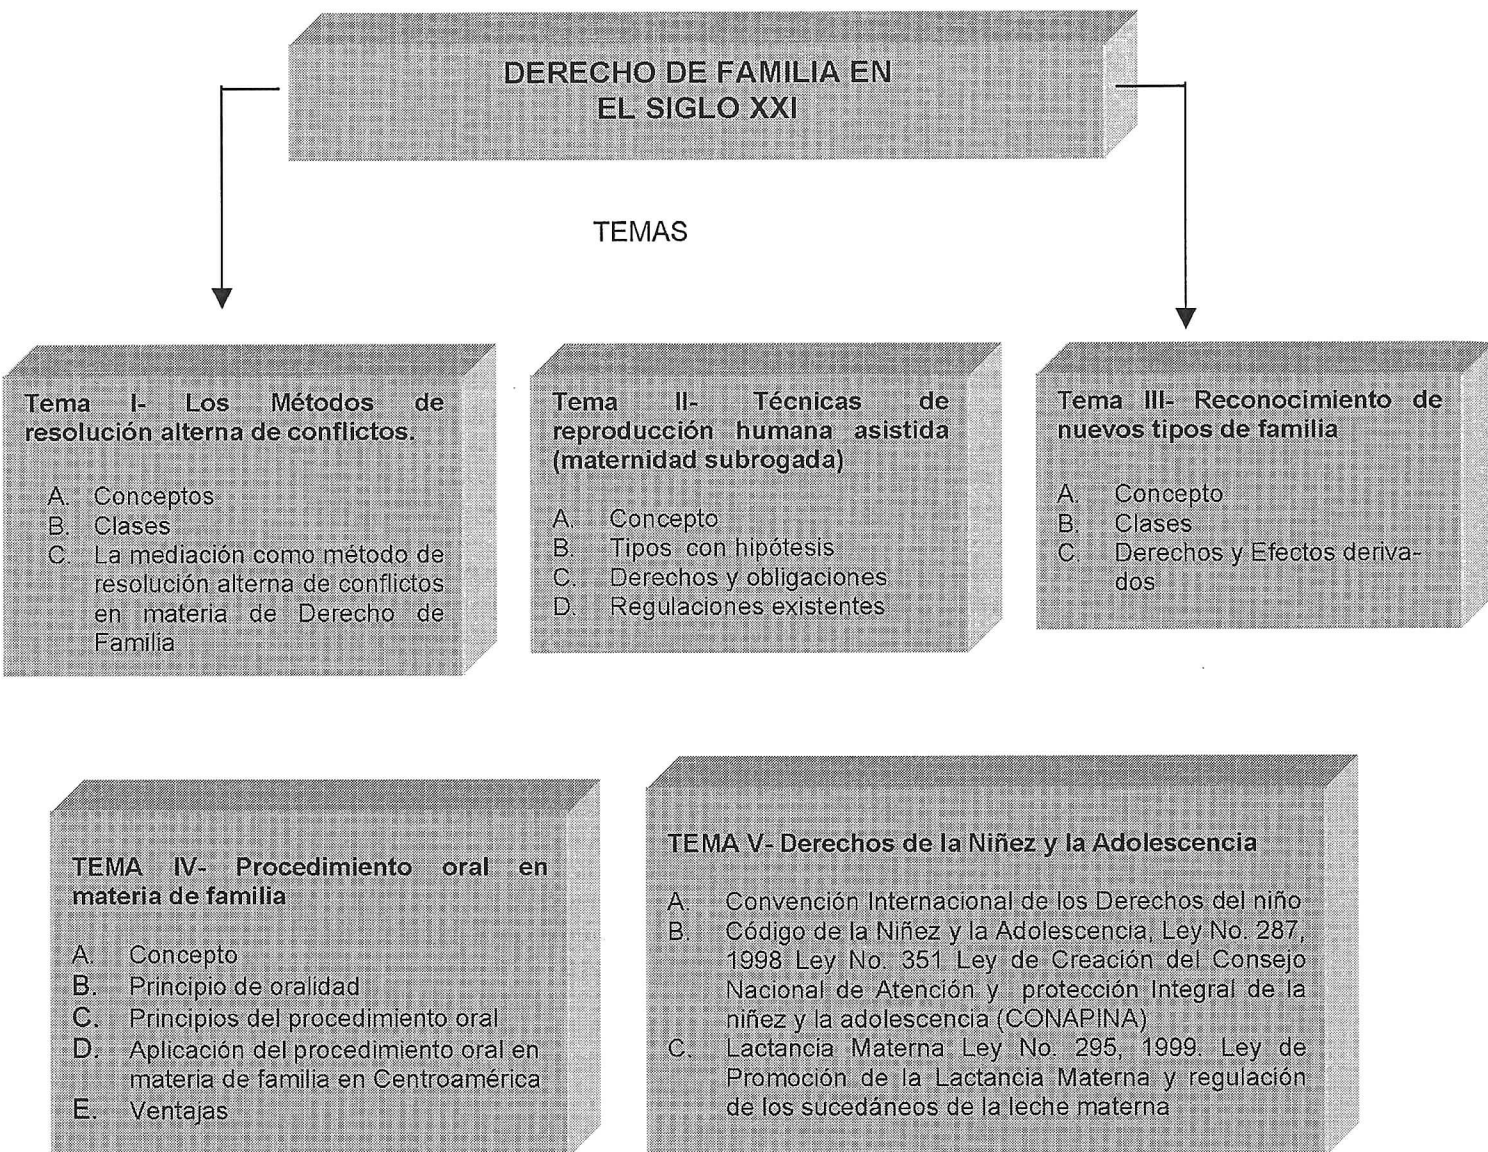 DERECHO DE FAMILIA EN
EL SIGLO XXI
TEMAS
Tema I- Los Métodos de
resolución alterna de conflictos.
A. Conceptos
B. Clases
C. La mediación como método de
resolución alterna de conflictos
en materia de Derecho de
Familia
Tema II- Técnicas de
reproducción humana asistida
(maternidad subrogada)
A. Concepto
B. Tipos con hipótesis
C. Derechos y obligaciones
D. Regulaciones existentes
Tema III- Reconocimiento de
nuevos tipos de familia
A. Concepto
B. Clases
C. Derechos y Efectos deriva-
dos
TEMA IV- Procedimiento oral en
materia de familia
A. Concepto
B. Principio de oralidad
C. Principios del procedimiento oral
D. Aplicación del procedimiento oral en
materia de familia en Centroamérica
E. Ventajas
TEMA V- Derechos de la Niñez y la Adolescencia
A. Convención Internacional de los Derechos del niño
B. Código de la Niñez y la Adolescencia, Ley No. 287,
1998 Ley No. 351 Ley de Creación del Consejo
Nacional de Atención y protección Integral de la
niñez y la adolescencia (CONAPINA)
C. Lactancia Materna Ley No. 295, 1999. Ley de
Promoción de la Lactancia Materna y regulación
de los sucedáneos de la leche materna